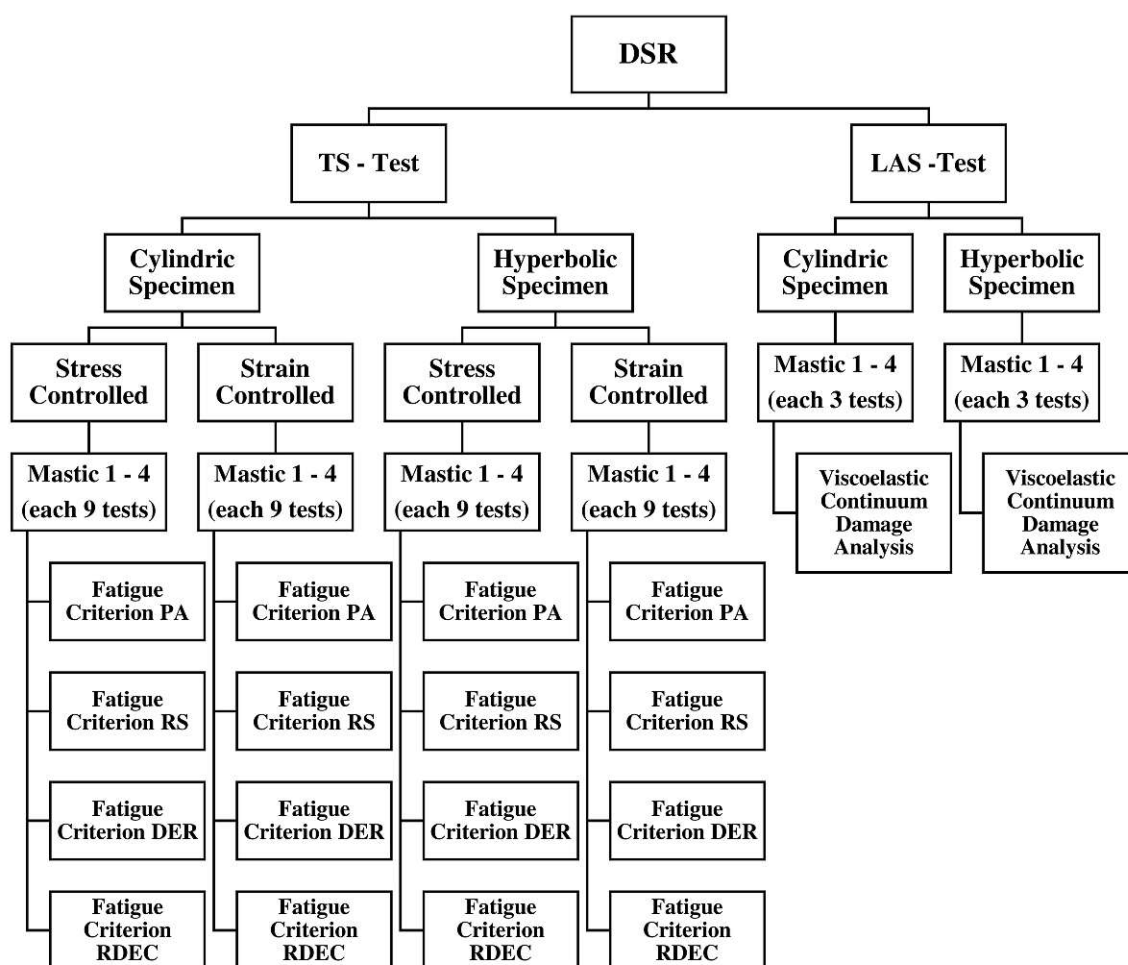 DSR
TS - Test
LAS -Test
Cylindric
Specimen
Hyperbolic
Specimen
Cylindric
Specimen
Hyperbolic
Specimen
Stress
Controlled
Strain
Controlled
Stress
Controlled
Strain
Controlled
Mastic 1 - 4
(each 3 tests)
Mastic 1 - 4
(each 3 tests)
Mastic 1 - 4
(each 9 tests)
Mastic 1 - 4
(each 9 tests)
Mastic 1 - 4
(each 9 tests)
Mastic 1 - 4
(each 9 tests)
Viscoelastic
Continuum
Damage
Analysis
Viscoelastic
Continuum
Damage
Analysis
Fatigue
Criterion PA
Fatigue
Criterion PA
Fatigue
Criterion PA
Fatigue
Criterion PA
Fatigue
Criterion RS
Fatigue
Criterion RS
Fatigue
Criterion RS
Fatigue
Criterion RS
Fatigue
Criterion DER
Fatigue
Criterion DER
Fatigue
Criterion DER
Fatigue
Criterion DER
Fatigue
Criterion
RDEC
Fatigue
Criterion
RDEC
Fatigue
Criterion
RDEC
Fatigue
Criterion
RDEC